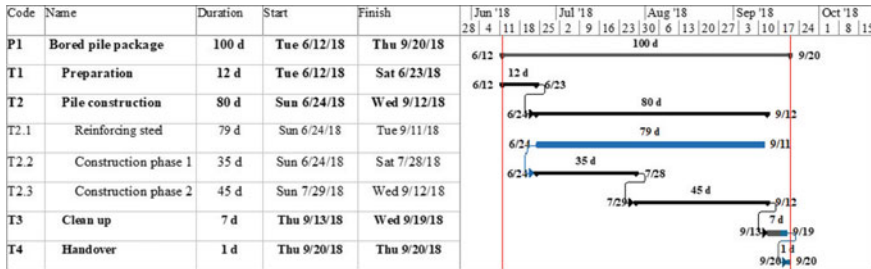 Code Name Duration Start Finish Jun '18 Jul '18 Aug '18 Sep '18 Oct '18
28 4 11 18 25 2 9 16 23 30 6 13 20 27 3 10 17 24 1 8 15
P1 Bored pile package 100 d Tue 6/12/18 Thu 9/20/18 6/12 100 d 9/20
T1 Preparation 12 d Tue 6/12/18 Sat 6/23/18 6/12 12 d 6/23
T2 Pile construction 80 d Sun 6/24/18 Wed 9/12/18 6/24 80 d 9/12
T2.1 Reinforcing steel 79 d Sun 6/24/18 Tue 9/11/18 6/24 79 d 9/11
T2.2 Construction phase 1 35 d Sun 6/24/18 Sat 7/28/18 6/24 35 d 7/28
T2.3 Construction phase 2 45 d Sun 7/29/18 Wed 9/12/18 7/29 45 d 9/12
T3 Clean up 7 d Thu 9/13/18 Wed 9/19/18 9/13 7 d 9/19
T4 Handover 1 d Thu 9/20/18 Thu 9/20/18 9/20 1 d 9/20